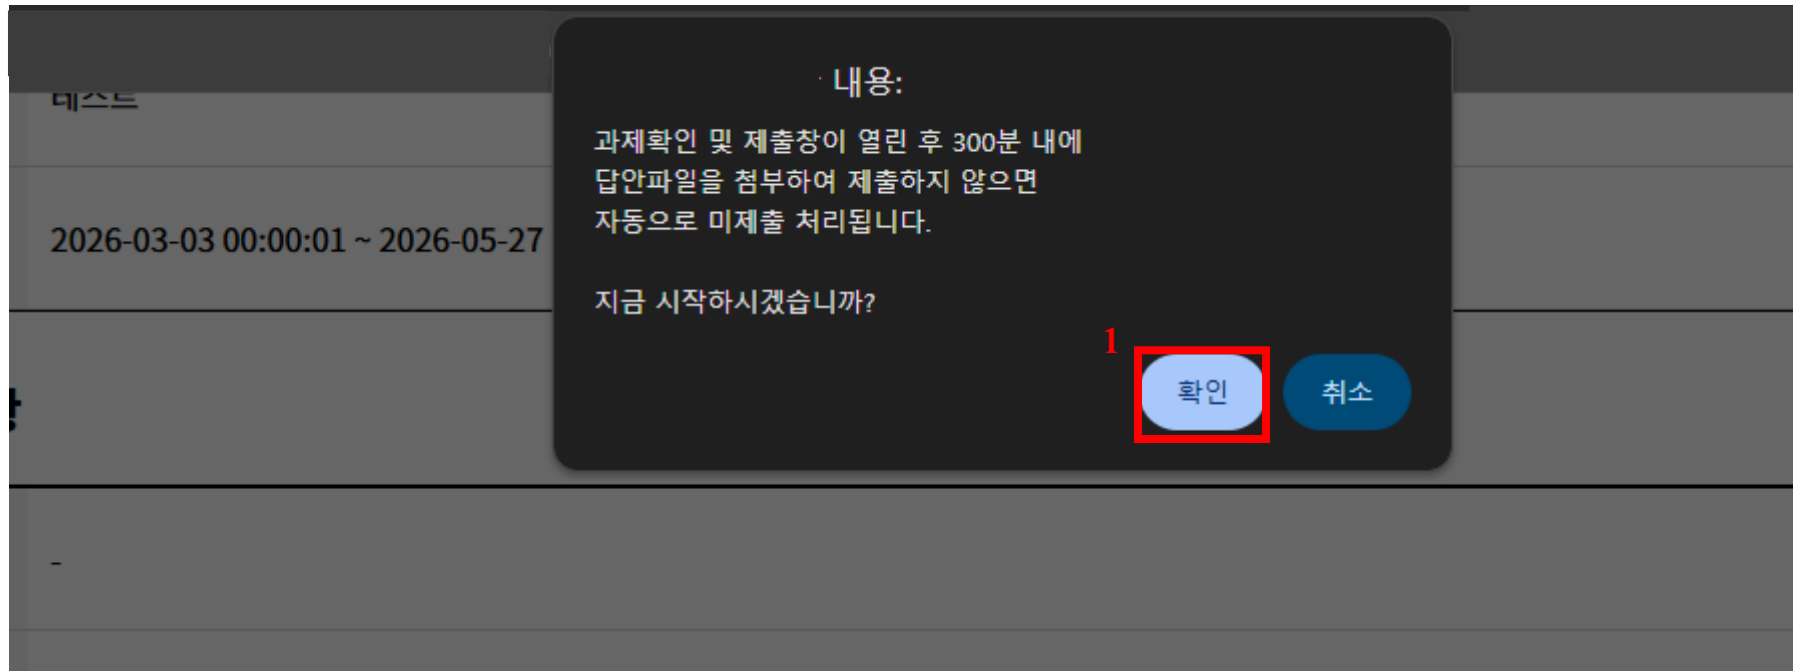 내용:
테스트
과제확인 및 제출창이 열린 후 300분 내에
답안파일을 첨부하여 제출하지 않으면
자동으로 미제출 처리됩니다.
2026-03-03 00:00:01 ~ 2026-05-27
지금 시작하시겠습니까?
1
확인
취소
-